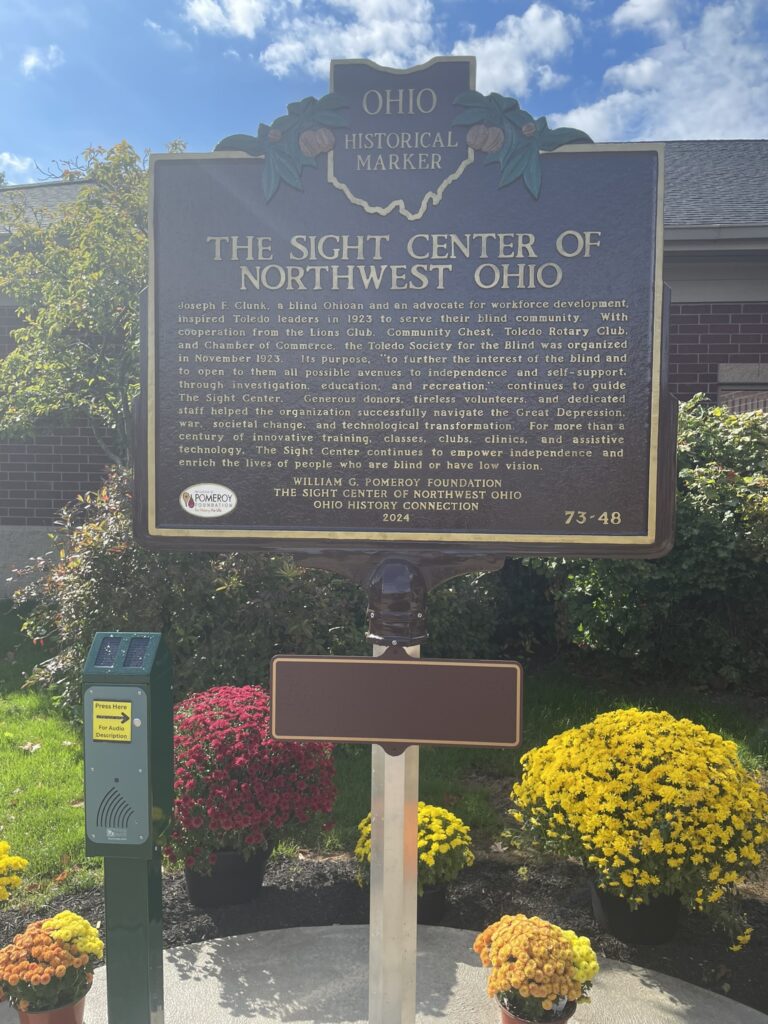 OHIO
HISTORICAL
MARKER
THE SIGHT CENTER OF
NORTHWEST OHIO
Joseph F. Clunk, a blind Ohioan and an advocate for workforce development,
inspired Toledo leaders in 1923 to serve their blind community. With
cooperation from the Lions Club, Community Chest, Toledo Rotary Club,
and Chamber of Commerce, the Toledo Society for the Blind was organized
in November 1923. Its purpose, "to further the interest of the blind and
to open to them all possible avenues to independence and self-support,
through investigation, education, and recreation," continues to guide
The Sight Center. Generous donors, tireless volunteers, and dedicated
staff helped the organization successfully navigate the Great Depression,
war, societal change, and technological transformation. For more than a
century of innovative training, classes, clubs, clinics, and assistive
technology, The Sight Center continues to empower independence and
enrich the lives of people who are blind or have low vision.
WILLIAM G. POMEROY FOUNDATION
THE SIGHT CENTER OF NORTHWEST OHIO
OHIO HISTORY CONNECTION
2024
POMEROY
FOUNDATION
73-48
Press Here
For Audio
Description